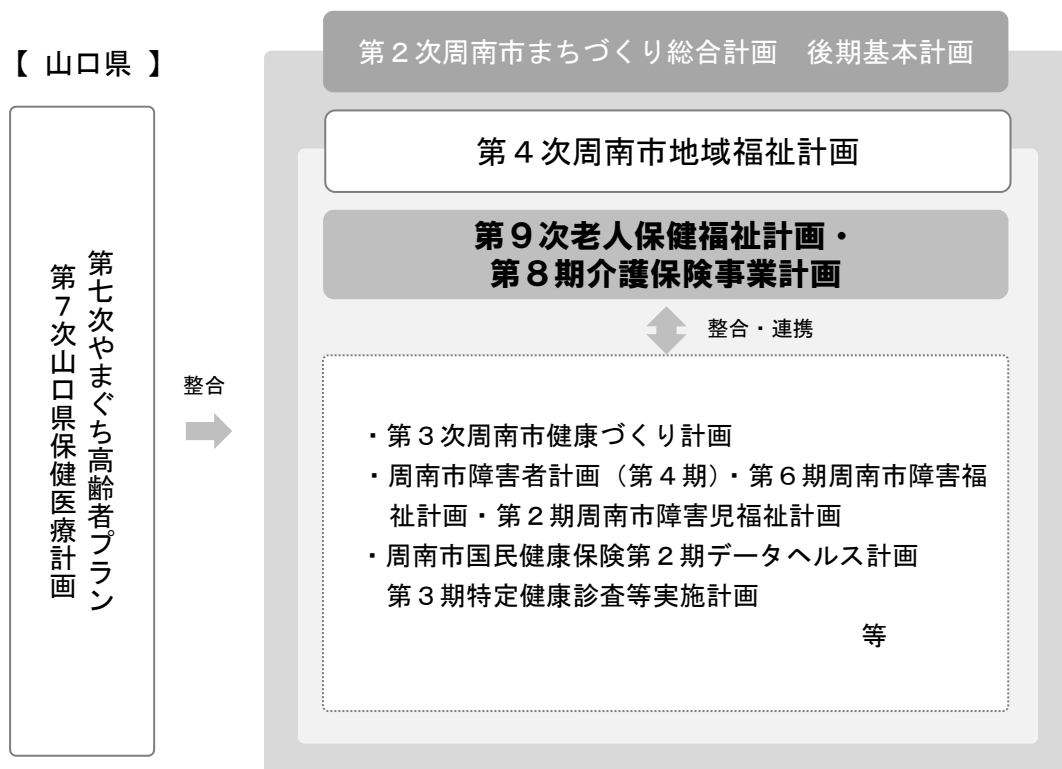 【 山口県 】
第七次やまぐち高齢者プラン
第７次山口県保健医療計画
整合
第２次周南市まちづくり総合計画　後期基本計画
第４次周南市地域福祉計画
第９次老人保健福祉計画・
第８期介護保険事業計画
整合・連携
・第３次周南市健康づくり計画
・周南市障害者計画（第４期）・第６期周南市障害福
祉計画・第２期周南市障害児福祉計画
・周南市国民健康保険第２期データヘルス計画
第３期特定健康診査等実施計画
等